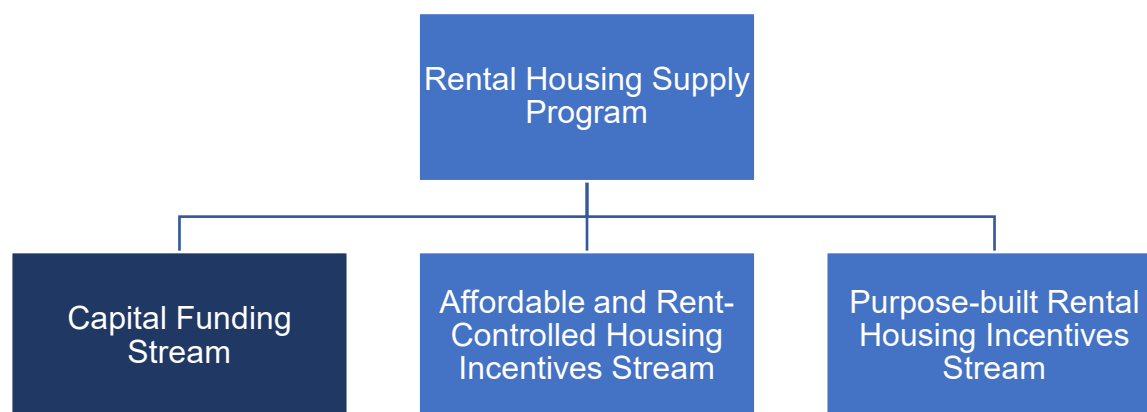 Rental Housing Supply
Program
Capital Funding
Stream
Affordable and Rent-
Controlled Housing
Incentives Stream
Purpose-built Rental
Housing Incentives
Stream